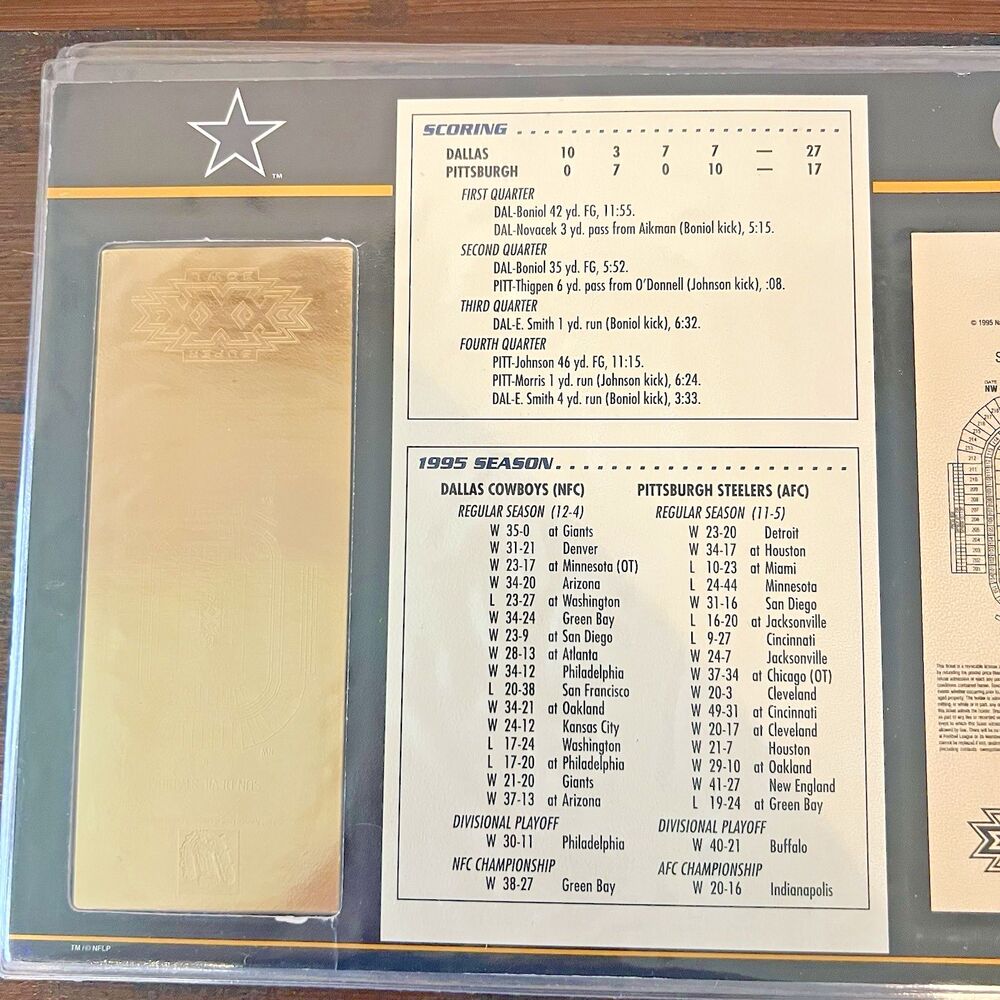 TM
SCORING
DALLAS 10 3 7 7 — 27
PITTSBURGH 0 7 0 10 — 17
FIRST QUARTER
DAL-Boniol 42 yd. FG, 11:55.
DAL-Novacek 3 yd. pass from Aikman (Boniol kick), 5:15.
SECOND QUARTER
DAL-Boniol 35 yd. FG, 5:52.
PITT-Thigpen 6 yd. pass from O'Donnell (Johnson kick), :08.
THIRD QUARTER
DAL-E. Smith 1 yd. run (Boniol kick), 6:32.
FOURTH QUARTER
PITT-Johnson 46 yd. FG, 11:15.
PITT-Morris 1 yd. run (Johnson kick), 6:24.
DAL-E. Smith 4 yd. run (Boniol kick), 3:33.
1995 SEASON
DALLAS COWBOYS (NFC)
REGULAR SEASON (12-4)
W 35-0 at Giants
W 31-21 Denver
W 23-17 at Minnesota (OT)
W 34-20 Arizona
L 23-27 at Washington
W 34-24 Green Bay
W 23-9 at San Diego
W 28-13 at Atlanta
W 34-12 Philadelphia
L 20-38 San Francisco
W 34-21 at Oakland
W 24-12 Kansas City
L 17-24 Washington
L 17-20 at Philadelphia
W 21-20 Giants
W 37-13 at Arizona
DIVISIONAL PLAYOFF
W 30-11 Philadelphia
NFC CHAMPIONSHIP
W 38-27 Green Bay
PITTSBURGH STEELERS (AFC)
REGULAR SEASON (11-5)
W 23-20 Detroit
W 34-17 at Houston
L 10-23 at Miami
L 24-44 Minnesota
W 31-16 San Diego
L 16-20 at Jacksonville
L 9-27 Cincinnati
W 24-7 Jacksonville
W 37-34 at Chicago (OT)
W 20-3 Cleveland
W 49-31 at Cincinnati
W 20-17 at Cleveland
W 21-7 Houston
W 29-10 at Oakland
W 41-27 New England
L 19-24 at Green Bay
DIVISIONAL PLAYOFF
W 40-21 Buffalo
AFC CHAMPIONSHIP
W 20-16 Indianapolis
XXX
SUPER
© 1995
GATE
NW
TM / © NFLP